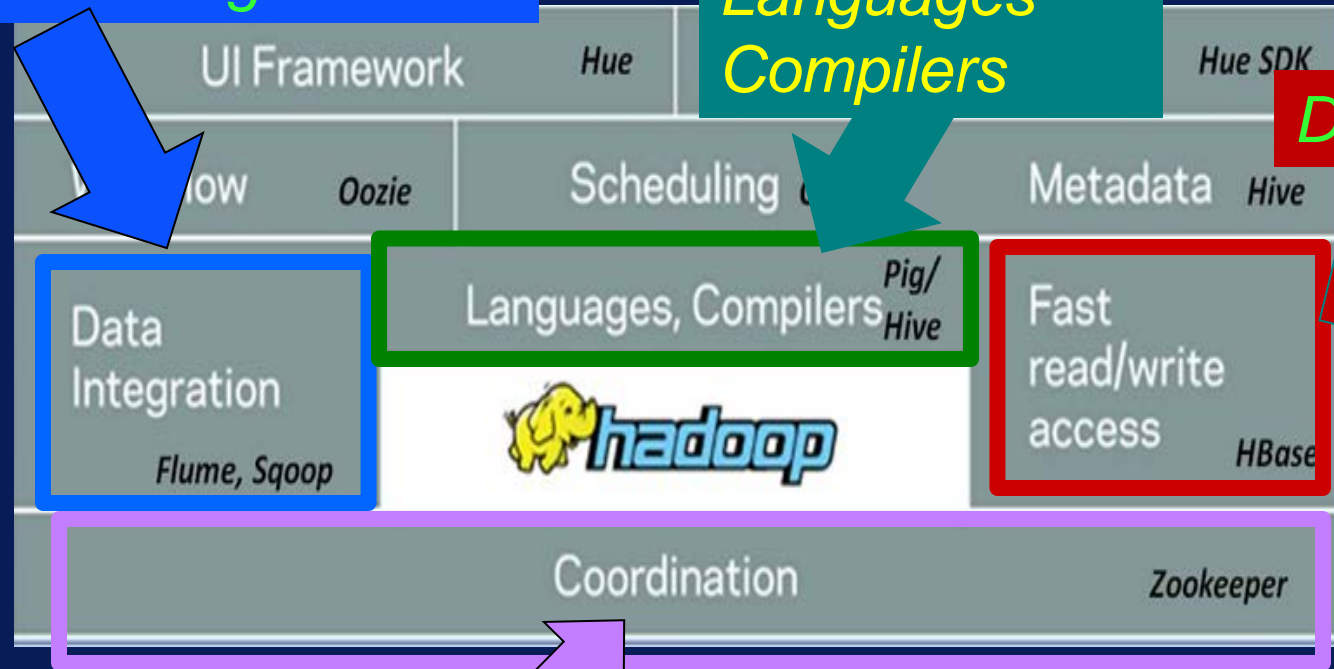 Languages
Compilers
UI Framework Hue
Hue SDK
Oozie
Scheduling
Metadata Hive
Data
Integration
Flume, Sqoop
Languages, Compilers
Pig/
Hive
hadoop
Fast
read/write
access
HBase
Coordination
Zookeeper